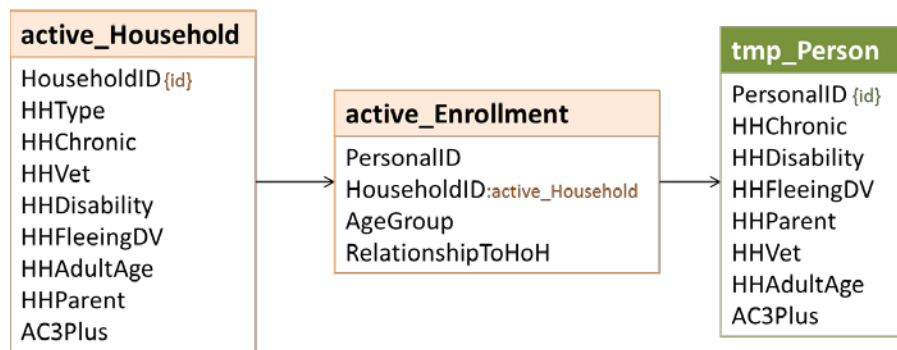 active_Household
HouseholdID {id}
HHType
HHChronic
HHVet
HHDisability
HHFleeingDV
HHAdultAge
HHParent
AC3Plus
active_Enrollment
PersonalID
HouseholdID:active_Household
AgeGroup
RelationshipToHoH
tmp_Person
PersonalID {id}
HHChronic
HHDisability
HHFleeingDV
HHParent
HHVet
HHAdultAge
AC3Plus